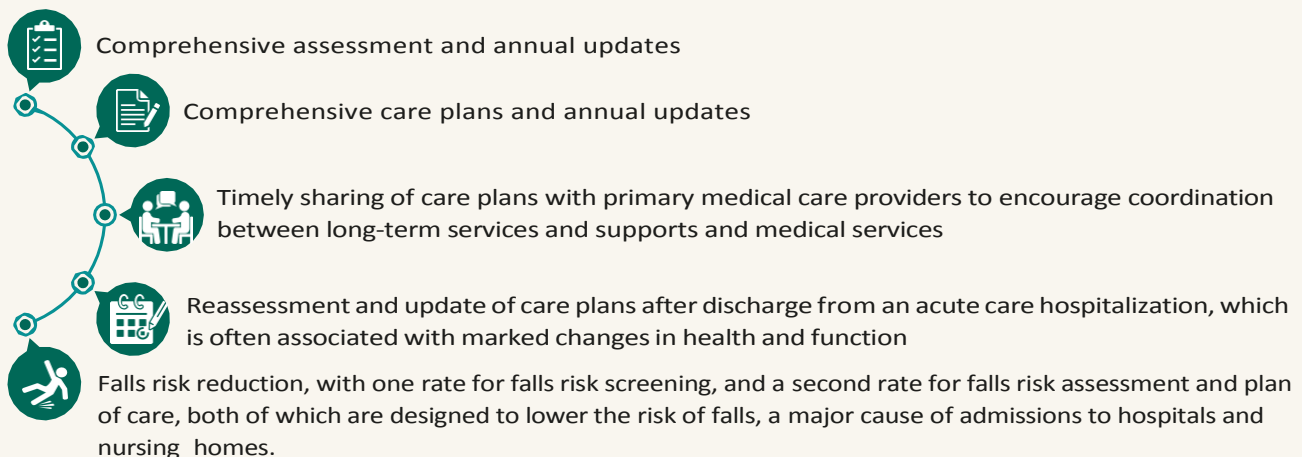 Comprehensive assessment and annual updates
Comprehensive care plans and annual updates
Timely sharing of care plans with primary medical care providers to encourage coordination
between long-term services and supports and medical services
Reassessment and update of care plans after discharge from an acute care hospitalization, which
is often associated with marked changes in health and function
Falls risk reduction, with one rate for falls risk screening, and a second rate for falls risk assessment and plan
of care, both of which are designed to lower the risk of falls, a major cause of admissions to hospitals and
nursing homes.